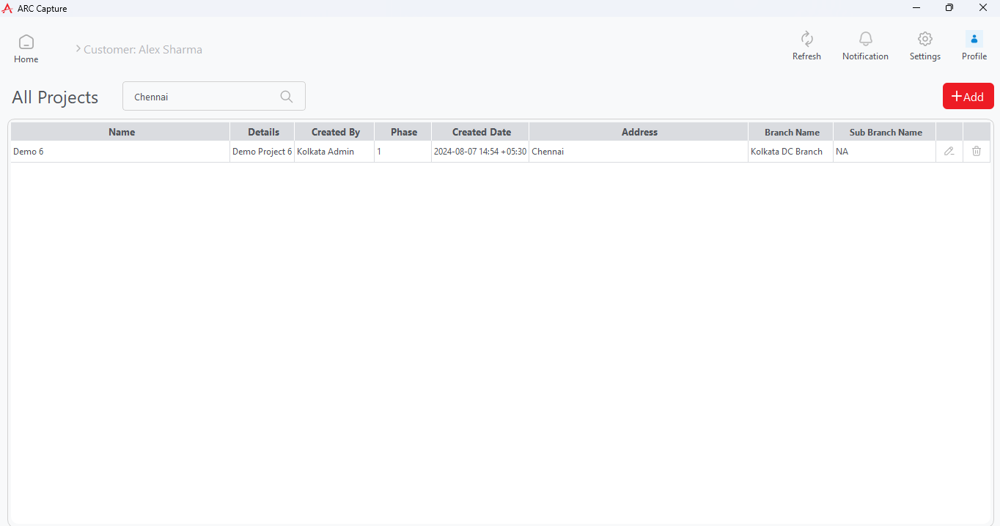 ARC Capture
Home
Customer: Alex Sharma
Refresh
Notification
Settings
Profile
All Projects
Chennai
Add
Name Details Created By Phase Created Date Address Branch Name Sub Branch Name
Demo 6 Demo Project 6 Kolkata Admin 1 2024-08-07 14:54 +05:30 Chennai Kolkata DC Branch NA